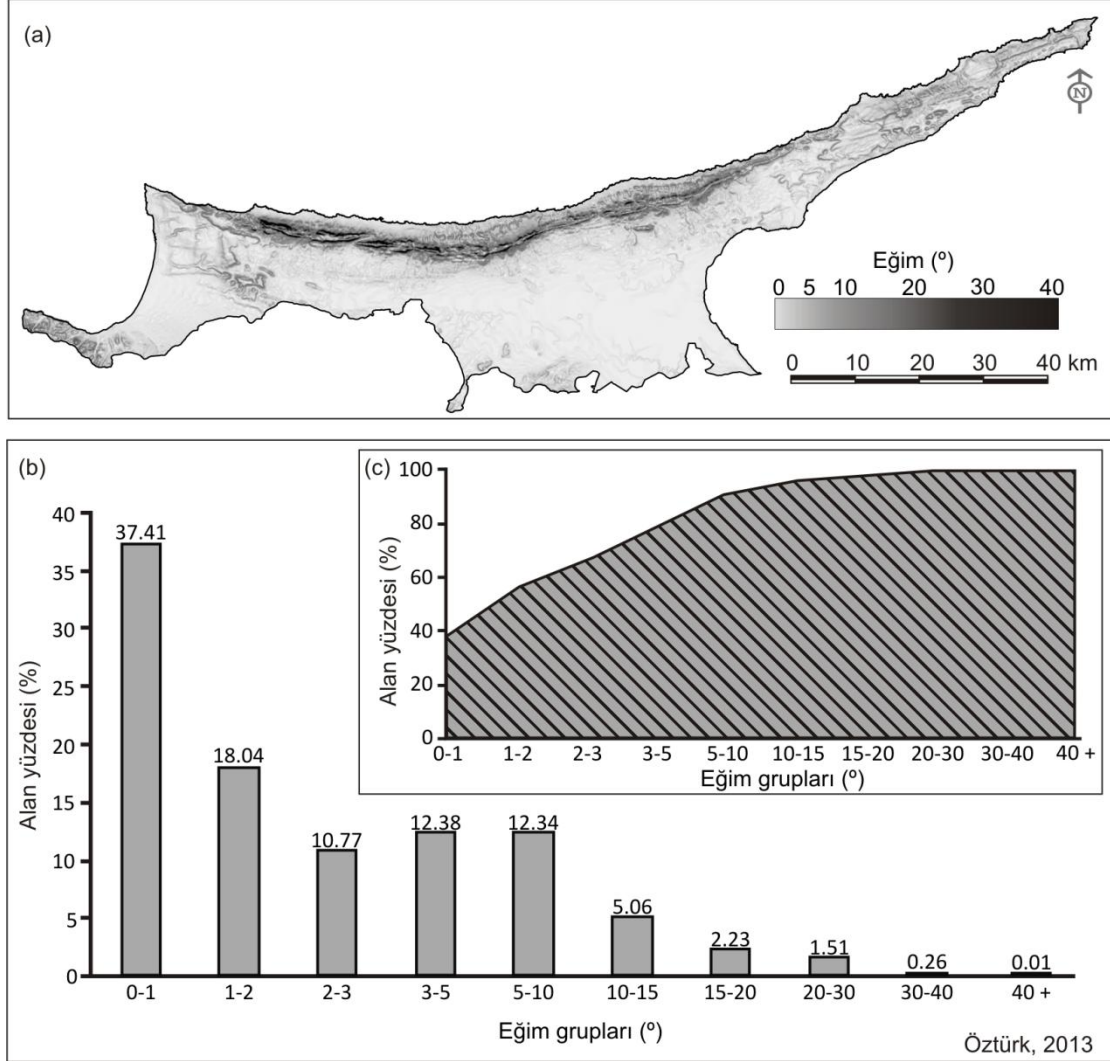 (a)
N
Eğim (º)
0 5 10 20 30 40
0 10 20 30 40 km
(b)
Alan yüzdesi (%)
40
35
30
25
20
15
10
5
0
37.41
18.04
10.77
12.38
12.34
5.06
2.23
1.51
0.26
0.01
0-1 1-2 2-3 3-5 5-10 10-15 15-20 20-30 30-40 40 +
Eğim grupları (º)
(c)
Alan yüzdesi (%)
100
80
60
40
20
0
0-1 1-2 2-3 3-5 5-10 10-15 15-20 20-30 30-40 40 +
Eğim grupları (º)
Öztürk, 2013